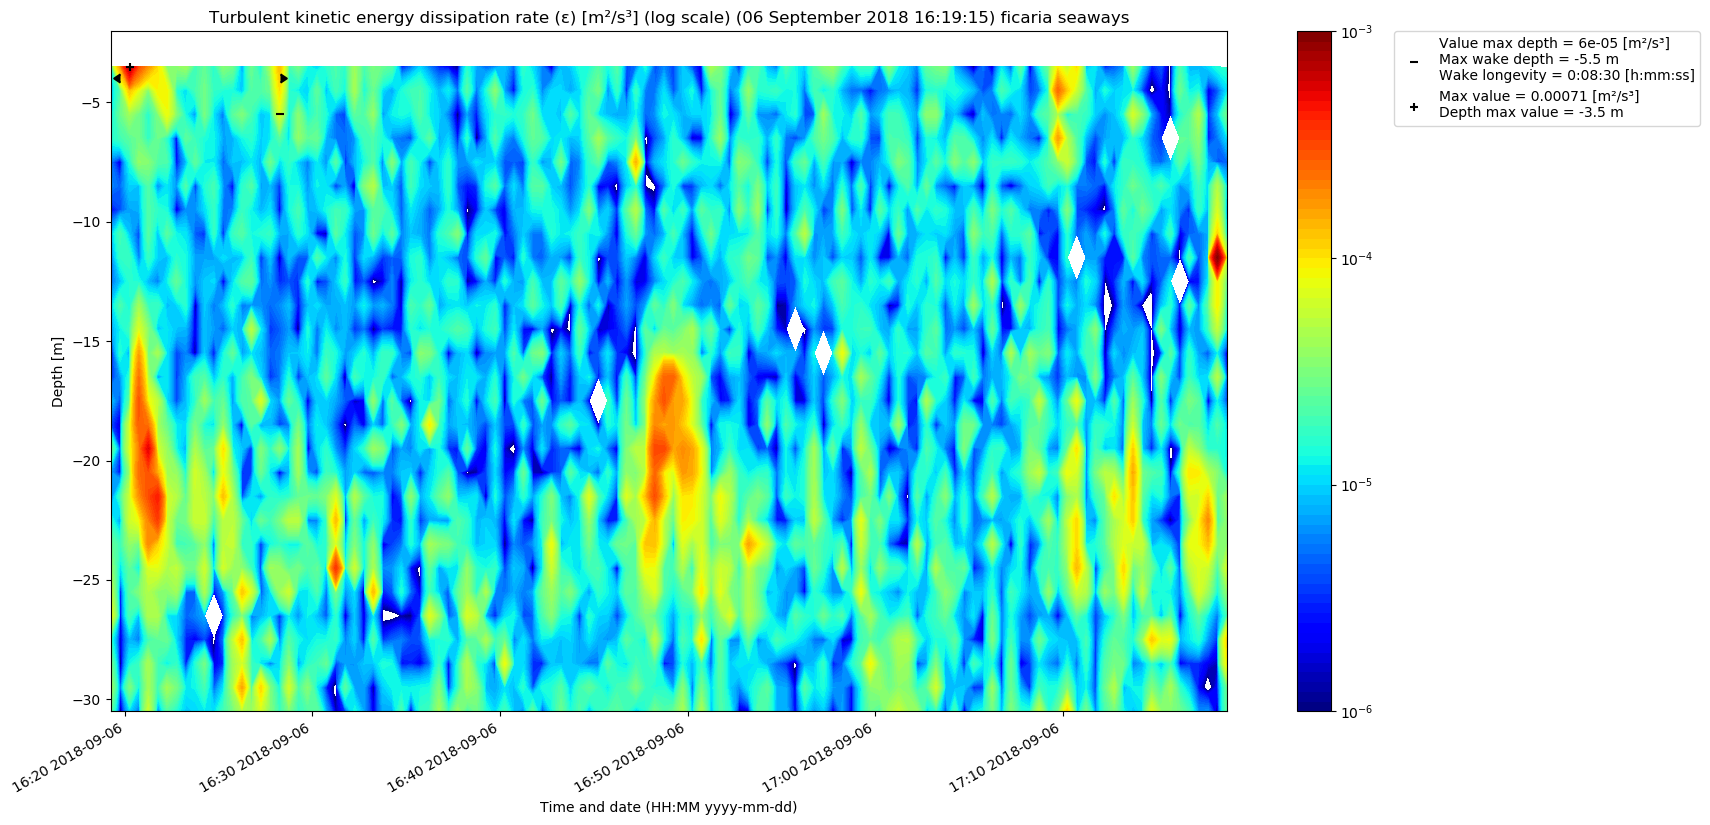 Turbulent kinetic energy dissipation rate (ε) [m²/s³] (log scale) (06 September 2018 16:19:15) ficaria seaways
Value max depth = 6e-05 [m²/s³]
Max wake depth = -5.5 m
Wake longevity = 0:08:30 [h:mm:ss]
Max value = 0.00071 [m²/s³]
Depth max value = -3.5 m
Depth [m]
−5
−10
−15
−20
−25
−30
10⁻³
10⁻⁴
10⁻⁵
10⁻⁶
16:20 2018-09-06
16:30 2018-09-06
16:40 2018-09-06
16:50 2018-09-06
17:00 2018-09-06
17:10 2018-09-06
Time and date (HH:MM yyyy-mm-dd)